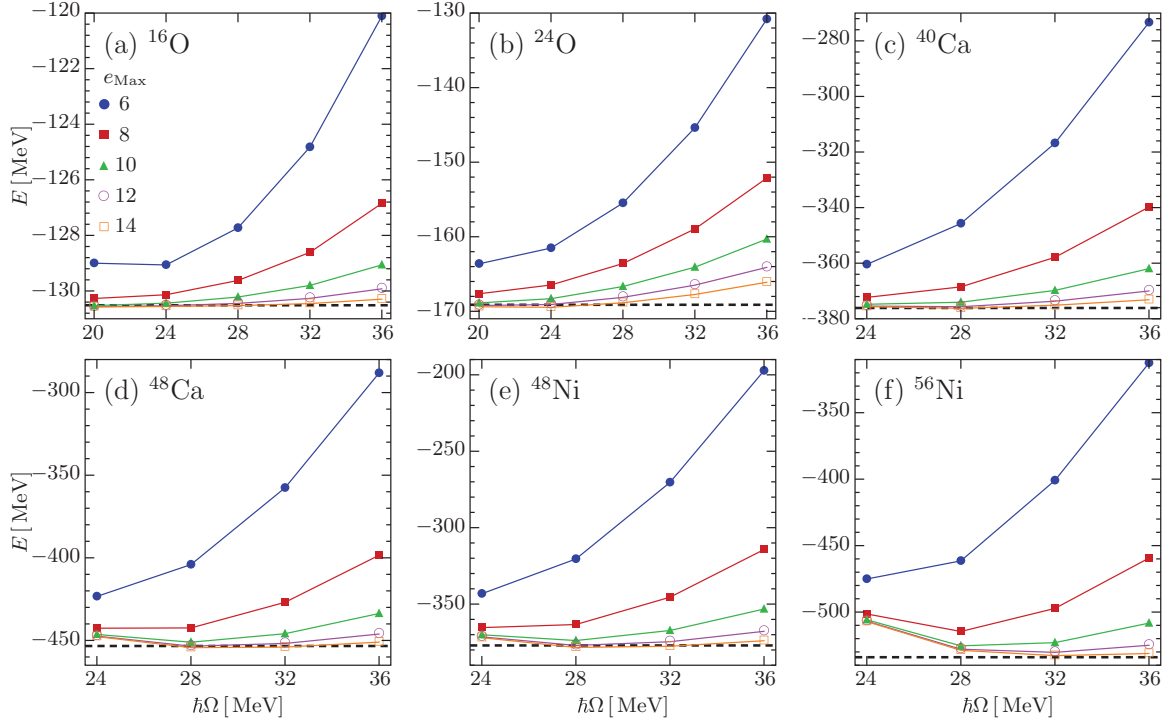 (a) ¹⁶O
−120
−122
−124
−126
−128
−130
E [MeV]
eMax
6
8
10
12
14
20 24 28 32 36
(b) ²⁴O
−130
−140
−150
−160
−170
20 24 28 32 36
(c) ⁴⁰Ca
−280
−300
−320
−340
−360
−380
24 28 32 36
(d) ⁴⁸Ca
−300
−350
−400
−450
E [MeV]
24 28 32 36
ℏΩ [MeV]
(e) ⁴⁸Ni
−200
−250
−300
−350
24 28 32 36
ℏΩ [MeV]
(f) ⁵⁶Ni
−350
−400
−450
−500
24 28 32 36
ℏΩ [MeV]